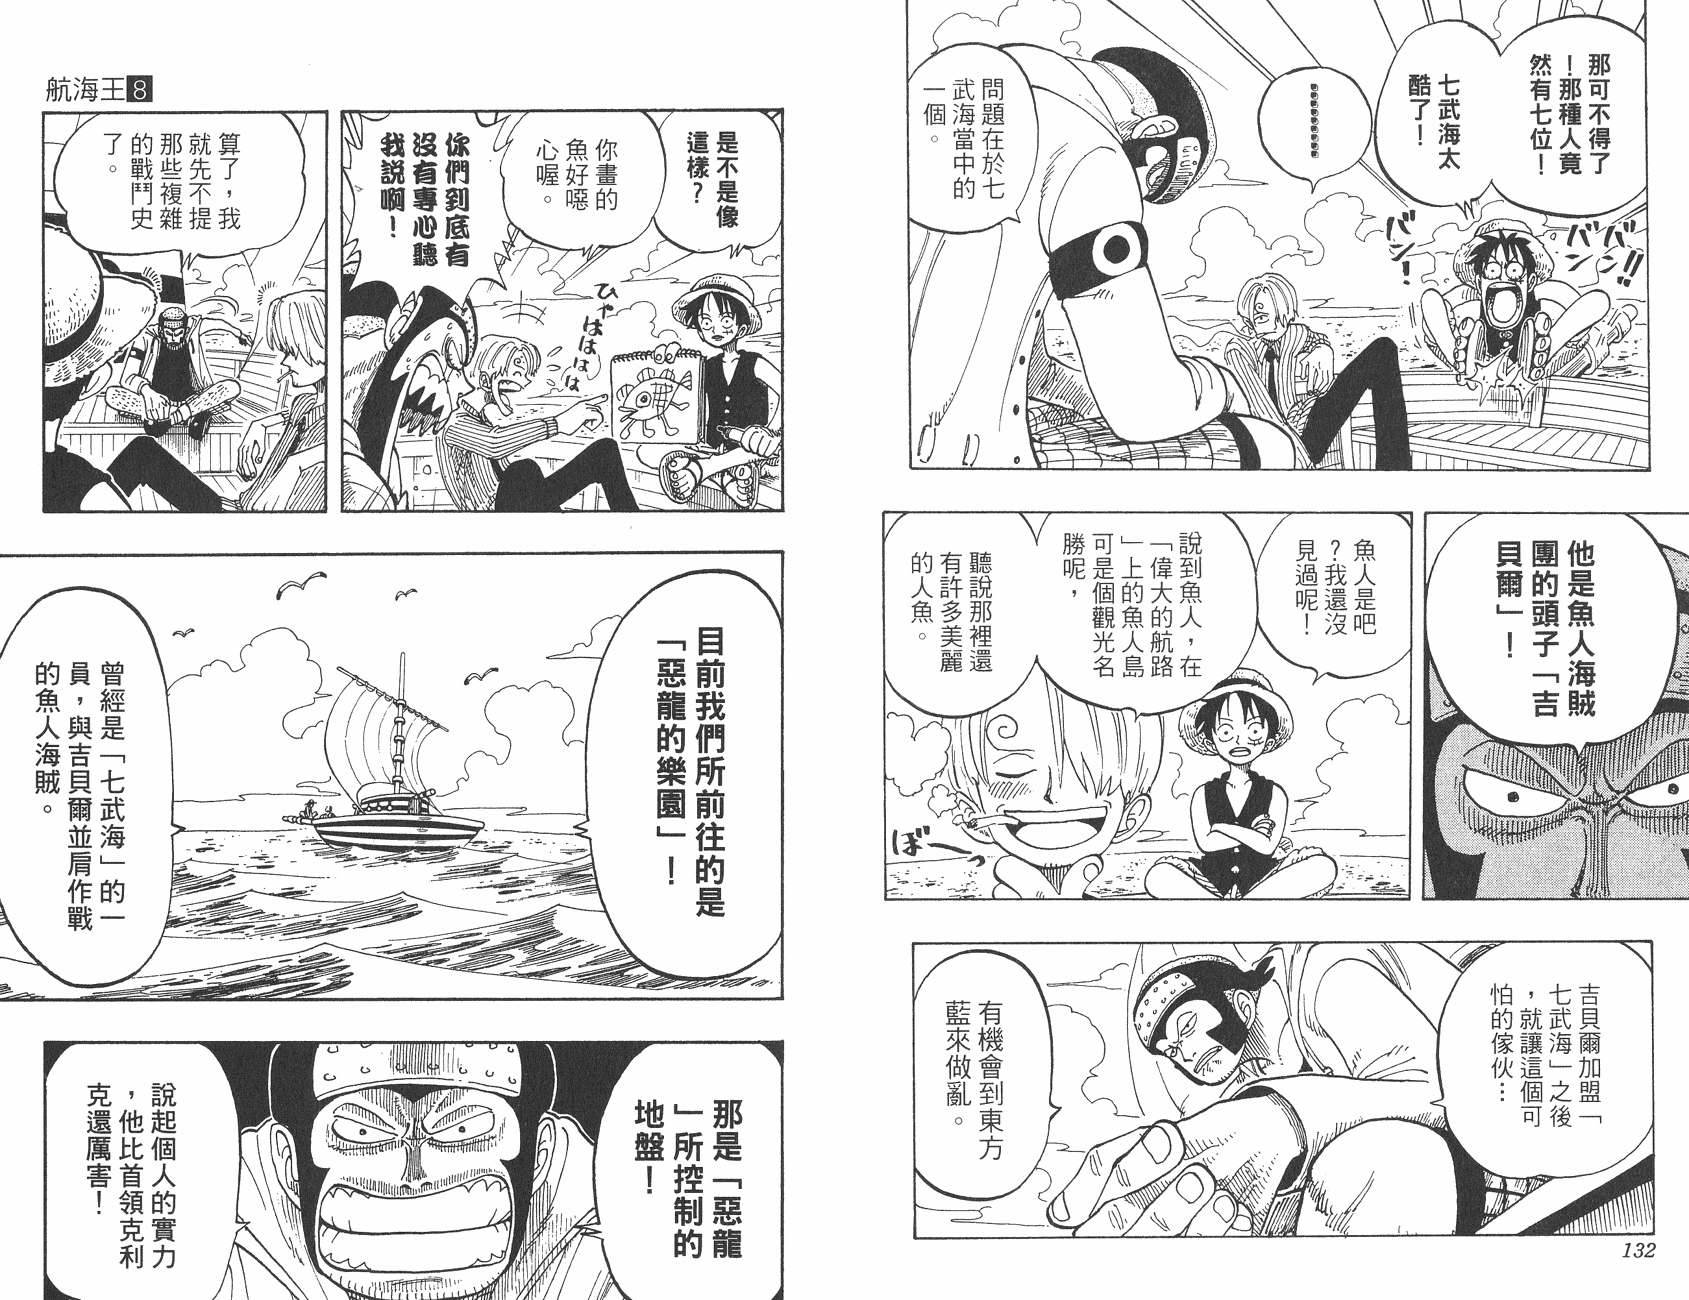 那可不得了
！那種人竟
然有七位！
七武海太
酷了！
バン
バン!!
バン!
………
問題在於七
武海當中的
一個。
他是魚人海賊
團的頭子「吉
貝爾」！
魚人是吧
？我還沒
見過呢！
說到魚人，在
「偉大的航路
」上的魚人島
可是個觀光名
勝呢，
聽說那裡還
有許多美麗
的人魚。
ぼーっ
吉貝爾加盟「
七武海」之後
，就讓這個可
怕的傢伙…
有機會到東方
藍來做亂。
132
航海王8
是不是像
這樣？
你畫的
魚好惡
心喔。
ひゃははははは
你們到底有
沒有專心聽
我說啊！
算了，我
就先不提
那些複雜
的戰鬥史
了。
目前我們所前往的是
「惡龍的樂園」！
曾經是「七武海」的一
員，與吉貝爾並肩作戰
的魚人海賊。
那是「惡龍
」所控制的
地盤！
說起個人的實力
，他比首領克利
克還厲害！